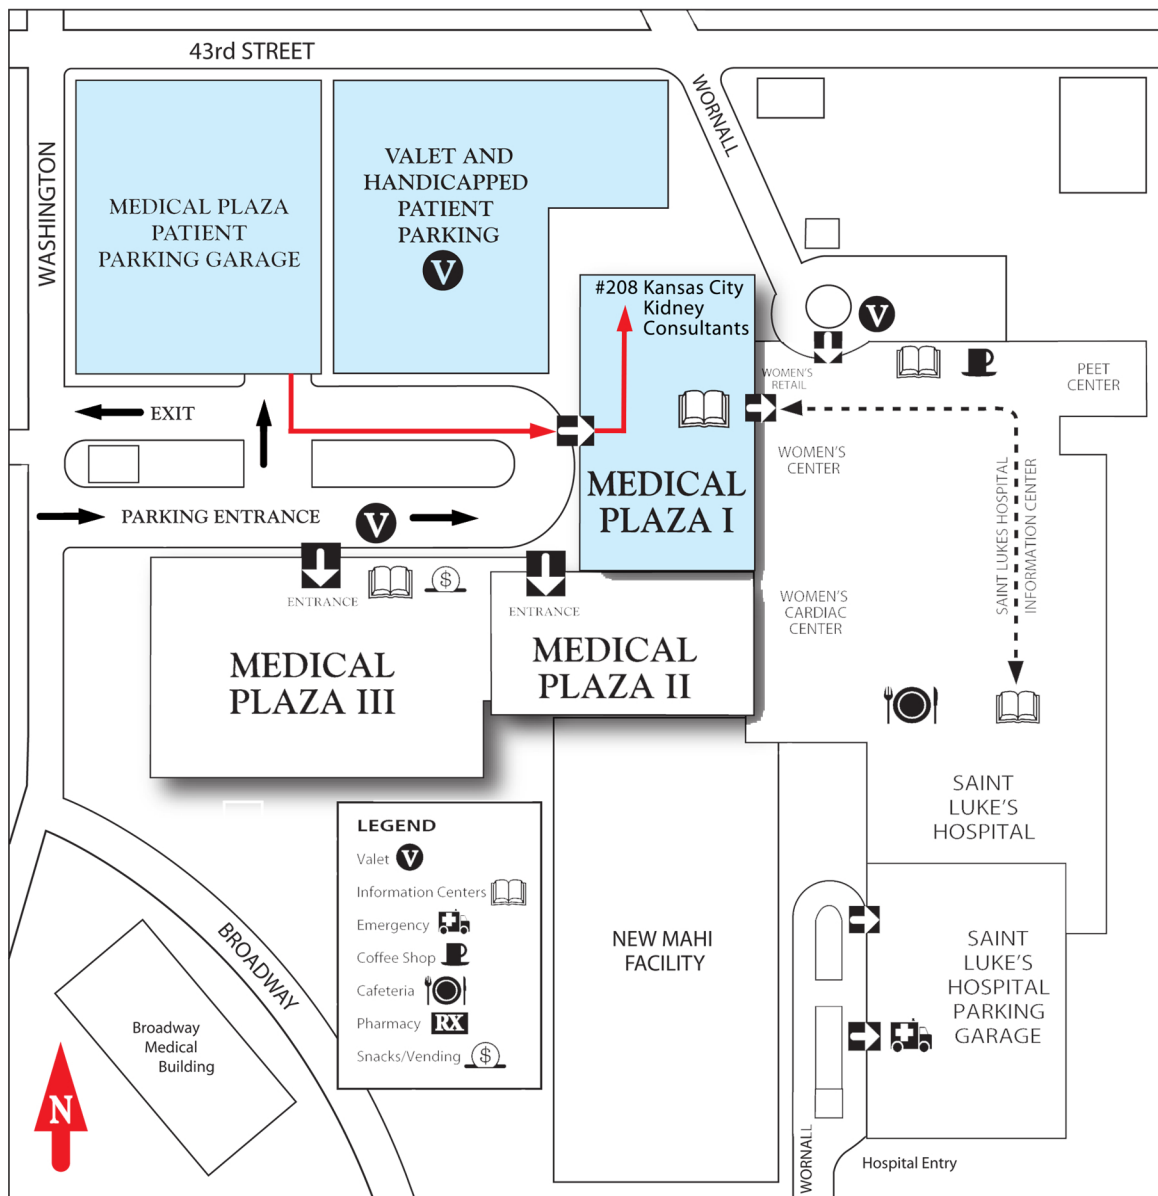 43rd STREET
WASHINGTON
WORNALL
MEDICAL PLAZA
PATIENT
PARKING GARAGE
VALET AND
HANDICAPPED
PATIENT
PARKING
V
#208 Kansas City
Kidney
Consultants
V
WOMEN'S
RETAIL
PEET
CENTER
EXIT
WOMEN'S
CENTER
MEDICAL
PLAZA I
SAINT LUKES HOSPITAL
INFORMATION CENTER
PARKING ENTRANCE
V
ENTRANCE
$
ENTRANCE
WOMEN'S
CARDIAC
CENTER
MEDICAL
PLAZA III
MEDICAL
PLAZA II
SAINT
LUKE'S
HOSPITAL
LEGEND
Valet V
Information Centers
Emergency
Coffee Shop
Cafeteria
Pharmacy RX
Snacks/Vending $
BROADWAY
NEW MAHI
FACILITY
SAINT
LUKE'S
HOSPITAL
PARKING
GARAGE
Broadway
Medical
Building
N
WORNALL
Hospital Entry